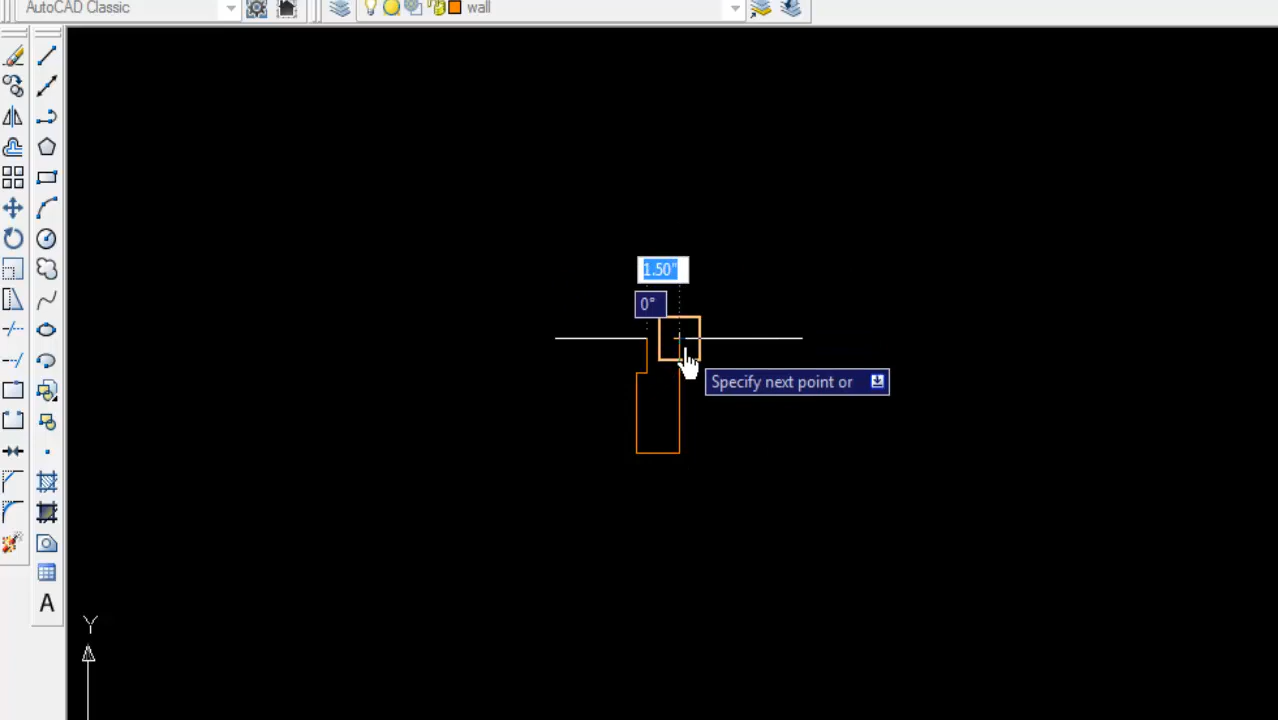 AutoCAD Classic
wall
1.50"
0°
Specify next point or
A
Y